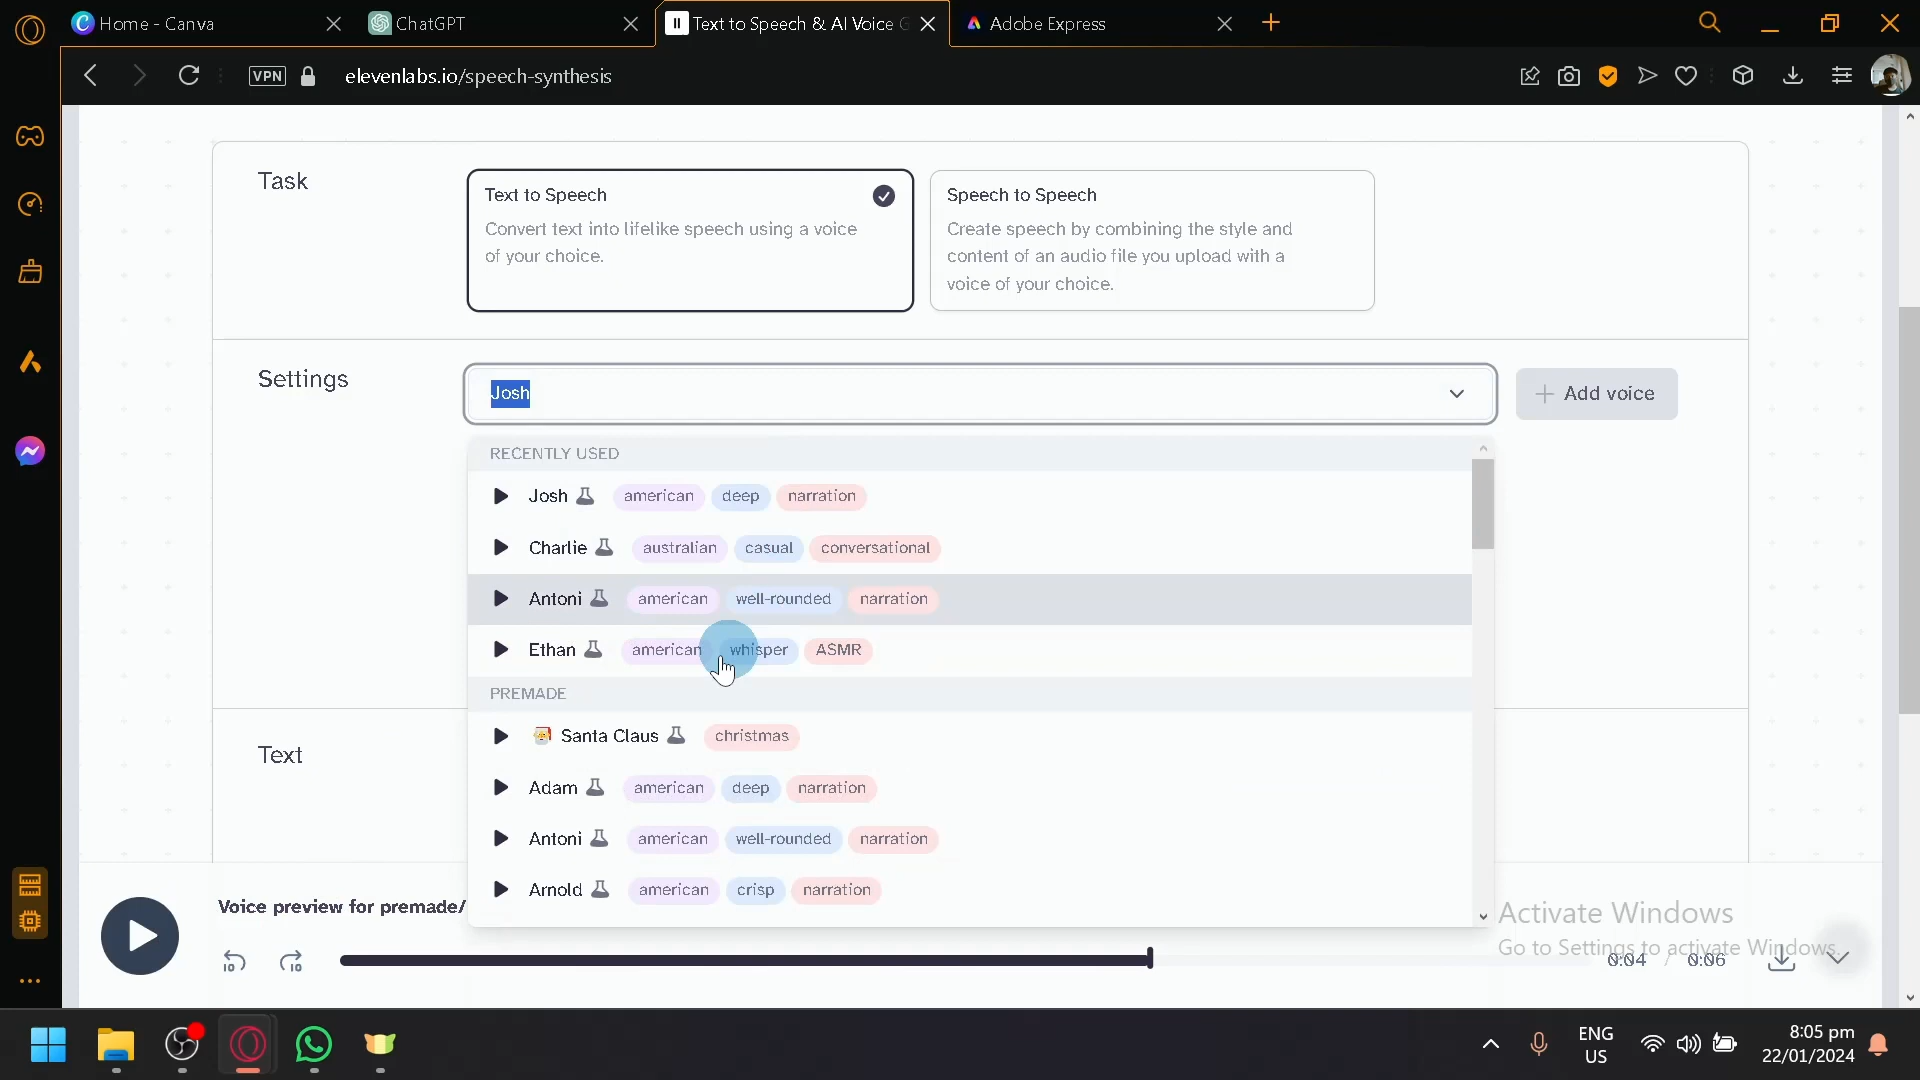 Home - Canva
ChatGPT
Text to Speech & AI Voice G
Adobe Express
VPN
elevenlabs.io/speech-synthesis
Task
Text to Speech
Convert text into lifelike speech using a voice
of your choice.
Speech to Speech
Create speech by combining the style and
content of an audio file you upload with a
voice of your choice.
Settings
Josh
Add voice
RECENTLY USED
Josh american deep narration
Charlie australian casual conversational
Antoni american well-rounded narration
Ethan american whisper ASMR
PREMADE
Santa Claus christmas
Adam american deep narration
Antoni american well-rounded narration
Arnold american crisp narration
Text
Voice preview for premade/
10
10
0:04 / 0:06
Activate Windows
Go to Settings to activate Windows.
ENG
US
8:05 pm
22/01/2024